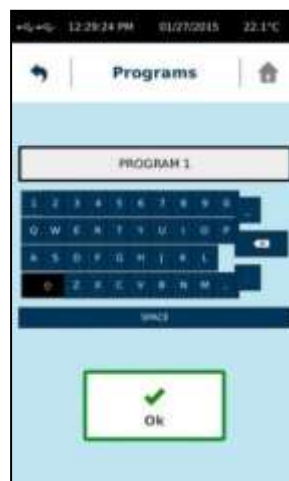 12:29:24 PM 01/27/2015 22.1°C
Programs
PROGRAM 1
1 2 3 4 5 6 7 8 9 0 _
Q W E R T Y U I O P
A S D F G H J K L
Z X C V B N M .
SPACE
Ok